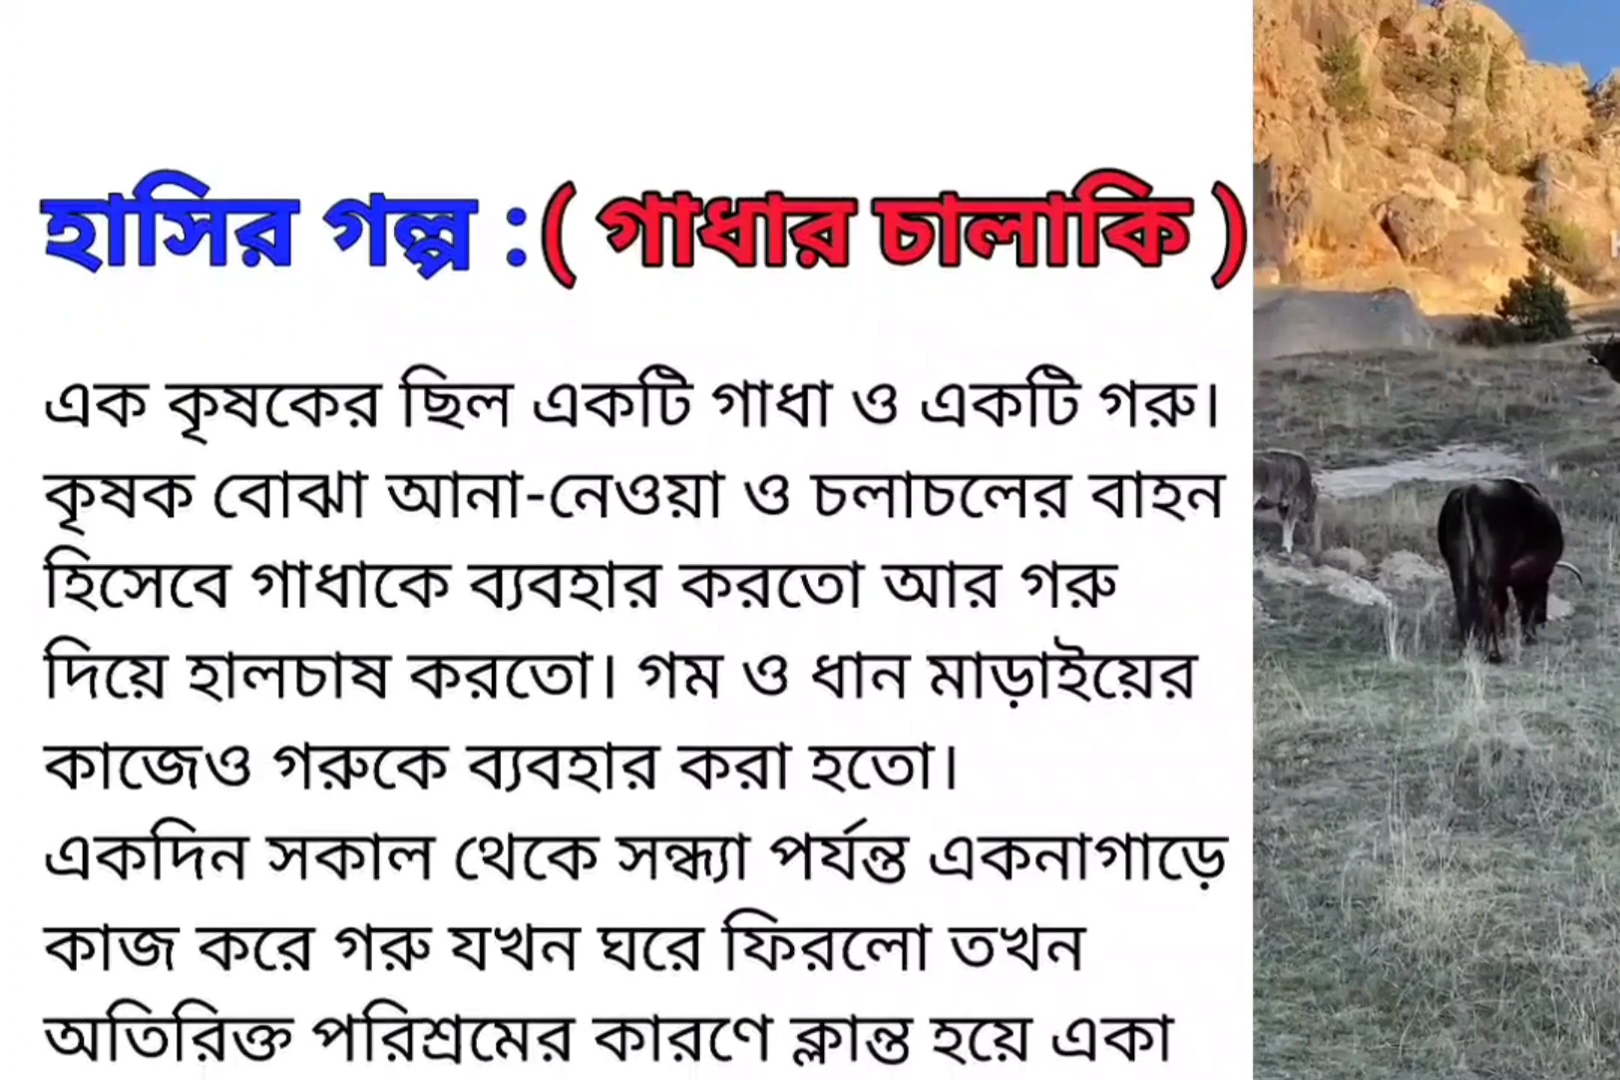 হাসির গল্প : ( গাধার চালাকি )
এক কৃষকের ছিল একটি গাধা ও একটি গরু।
কৃষক বোঝা আনা-নেওয়া ও চলাচলের বাহন
হিসেবে গাধাকে ব্যবহার করতো আর গরু
দিয়ে হালচাষ করতো। গম ও ধান মাড়াইয়ের
কাজেও গরুকে ব্যবহার করা হতো।
একদিন সকাল থেকে সন্ধ্যা পর্যন্ত একনাগাড়ে
কাজ করে গরু যখন ঘরে ফিরলো তখন
অতিরিক্ত পরিশ্রমের কারণে ক্লান্ত হয়ে একা